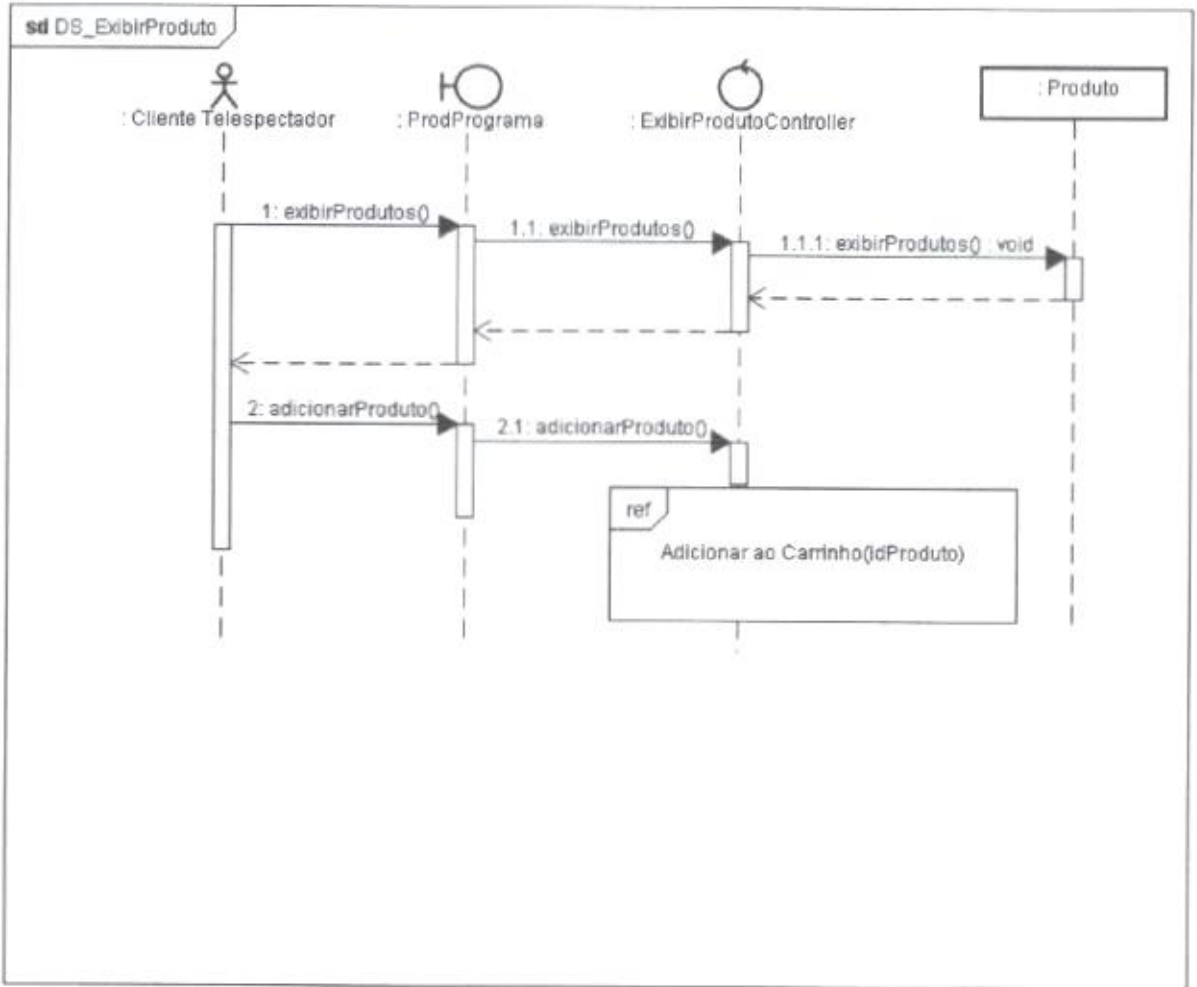 sd DS_ExibirProduto
: Cliente Telespectador
: ProdPrograma
: ExibirProdutoController
: Produto
1: exibirProdutos()
1.1: exibirProdutos()
1.1.1: exibirProdutos() : void
2: adicionarProduto()
2.1: adicionarProduto()
ref
Adicionar ao Carrinho(idProduto)